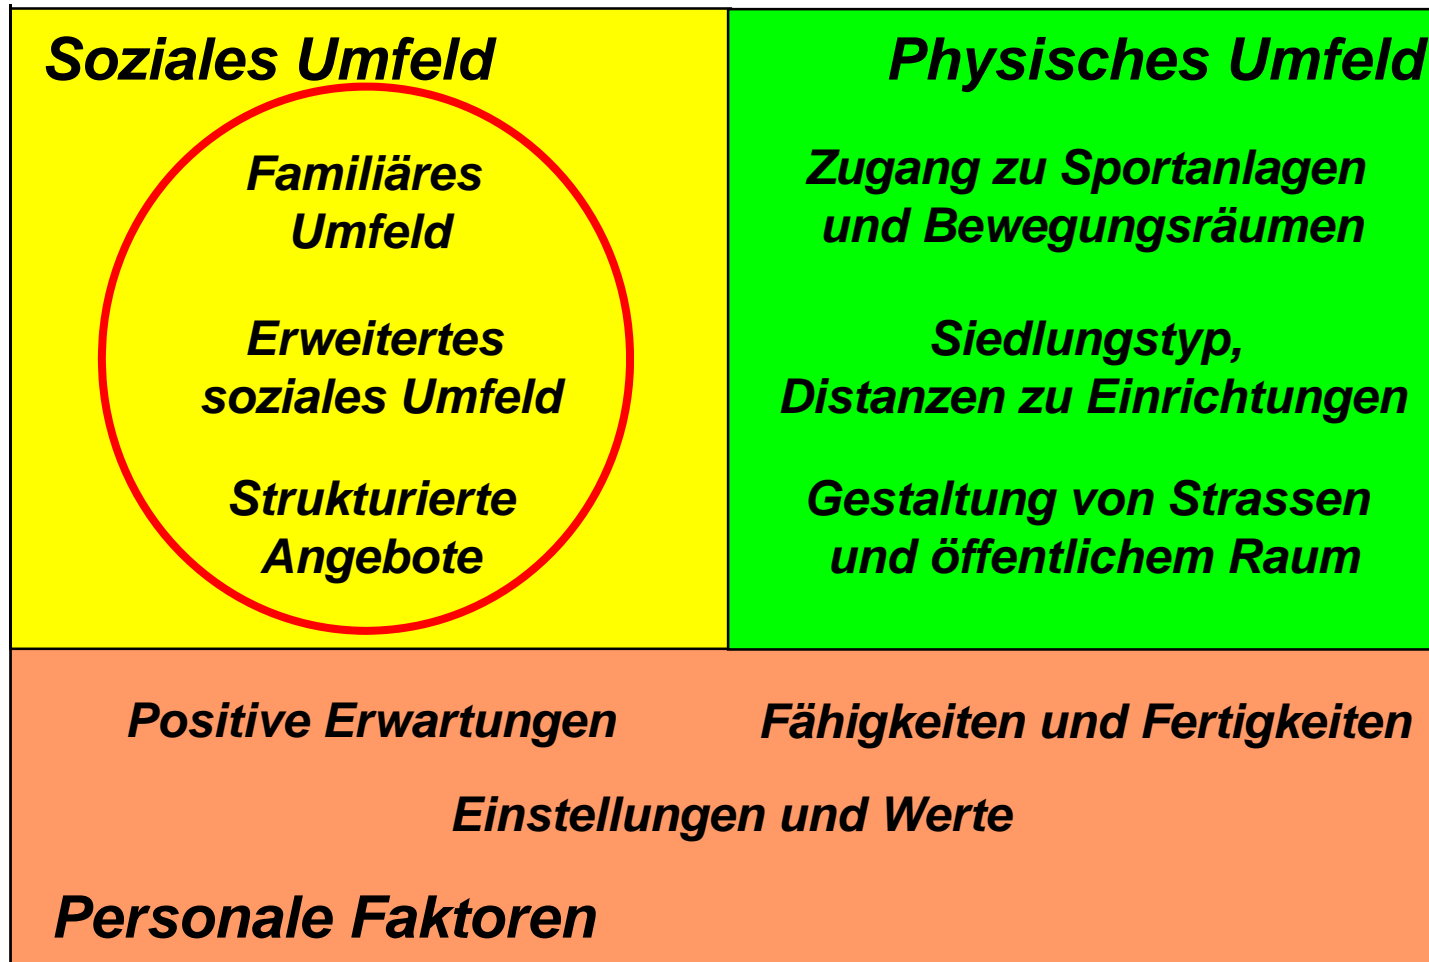 Soziales Umfeld
Familiäres
Umfeld
Erweitertes
soziales Umfeld
Strukturierte
Angebote
Physisches Umfeld
Zugang zu Sportanlagen
und Bewegungsräumen
Siedlungstyp,
Distanzen zu Einrichtungen
Gestaltung von Strassen
und öffentlichem Raum
Positive Erwartungen
Fähigkeiten und Fertigkeiten
Einstellungen und Werte
Personale Faktoren